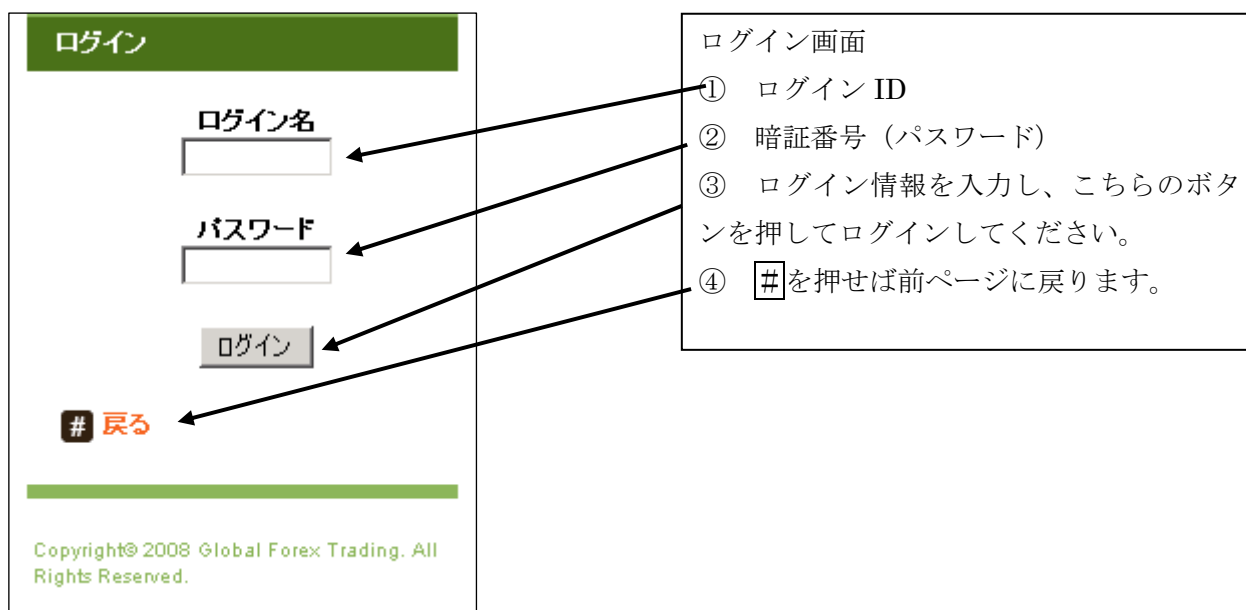 ログイン
ログイン名
パスワード
ログイン
# 戻る
Copyright© 2008 Global Forex Trading. All
Rights Reserved.
ログイン画面
① ログイン ID
② 暗証番号（パスワード）
③ ログイン情報を入力し、こちらのボタ
ンを押してログインしてください。
④ #を押せば前ページに戻ります。